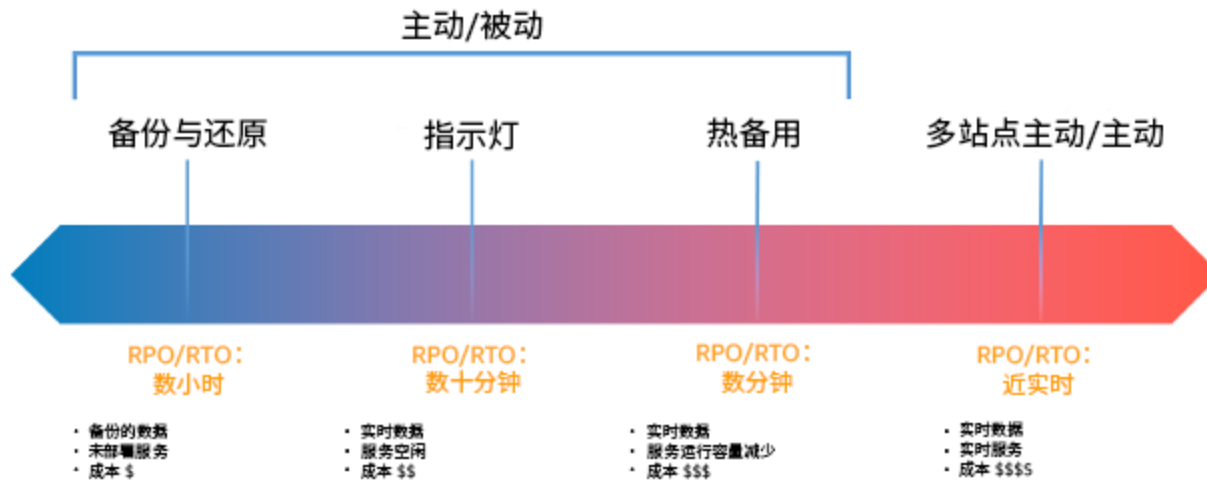 主动/被动
备份与还原
指示灯
热备用
多站点主动/主动
RPO/RTO：
数小时
RPO/RTO：
数十分钟
RPO/RTO：
数分钟
RPO/RTO：
近实时
• 备份的数据
• 未部署服务
• 成本 $
• 实时数据
• 服务空闲
• 成本 $$
• 实时数据
• 服务运行容量减少
• 成本 $$$
• 实时数据
• 实时服务
• 成本 $$$$